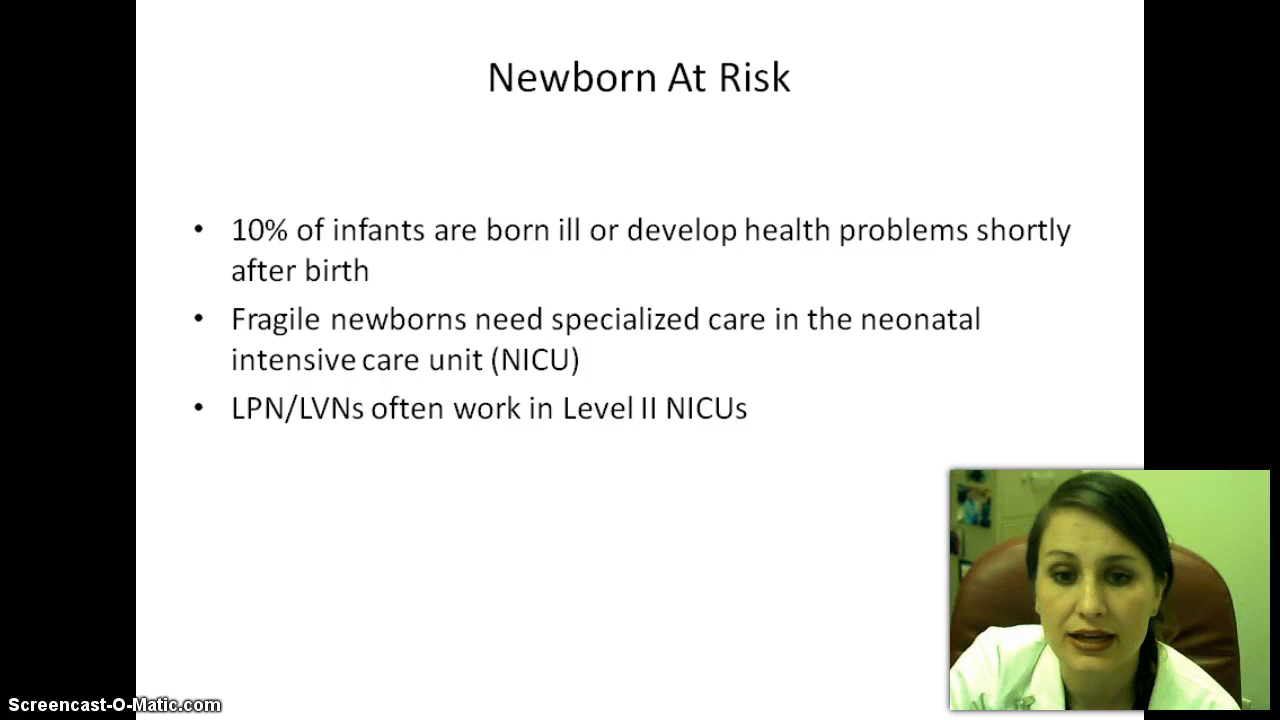 Newborn At Risk
• 10% of infants are born ill or develop health problems shortly
after birth
• Fragile newborns need specialized care in the neonatal
intensive care unit (NICU)
• LPN/LVNs often work in Level II NICUs
Screencast-O-Matic.com